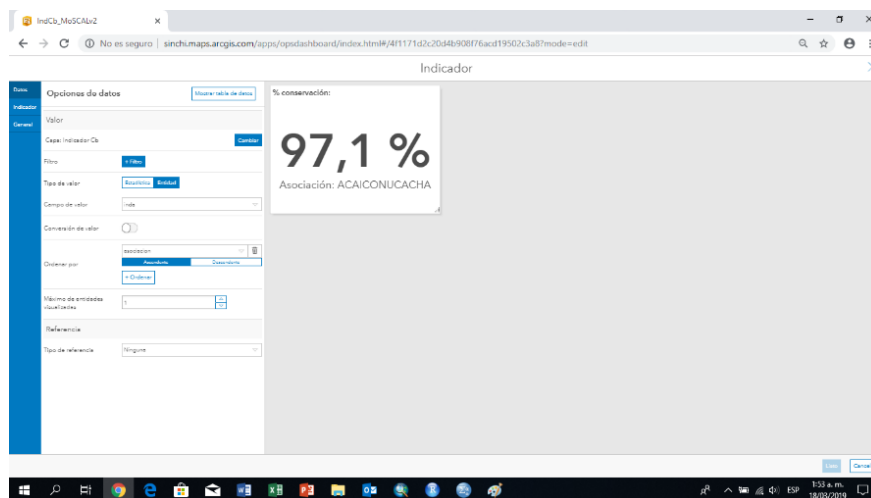 IndCb_MoSCALv2
No es seguro | sinchi.maps.arcgis.com/apps/opsdashboard/index.html#/4f1171d2c20d4b908f76acd19502c3a8?mode=edit
Indicador
Datos
Indicador
General
Opciones de datos
Mostrar tabla de datos
Valor
Capa: Indicador Cb
Cambiar
Filtro
+ Filtro
Tipo de valor
Estadística
Entidad
Campo de valor
indc
Conversión de valor
Ordenar por
asociacion
Ascendente
Descendente
+ Ordenar
Máximo de entidades
visualizadas
Referencia
Tipo de referencia
Ninguno
% conservación:
97,1 %
Asociación: ACAICONUCACHA
Listo
Cancel
ESP
1:53 a. m.
18/03/2019